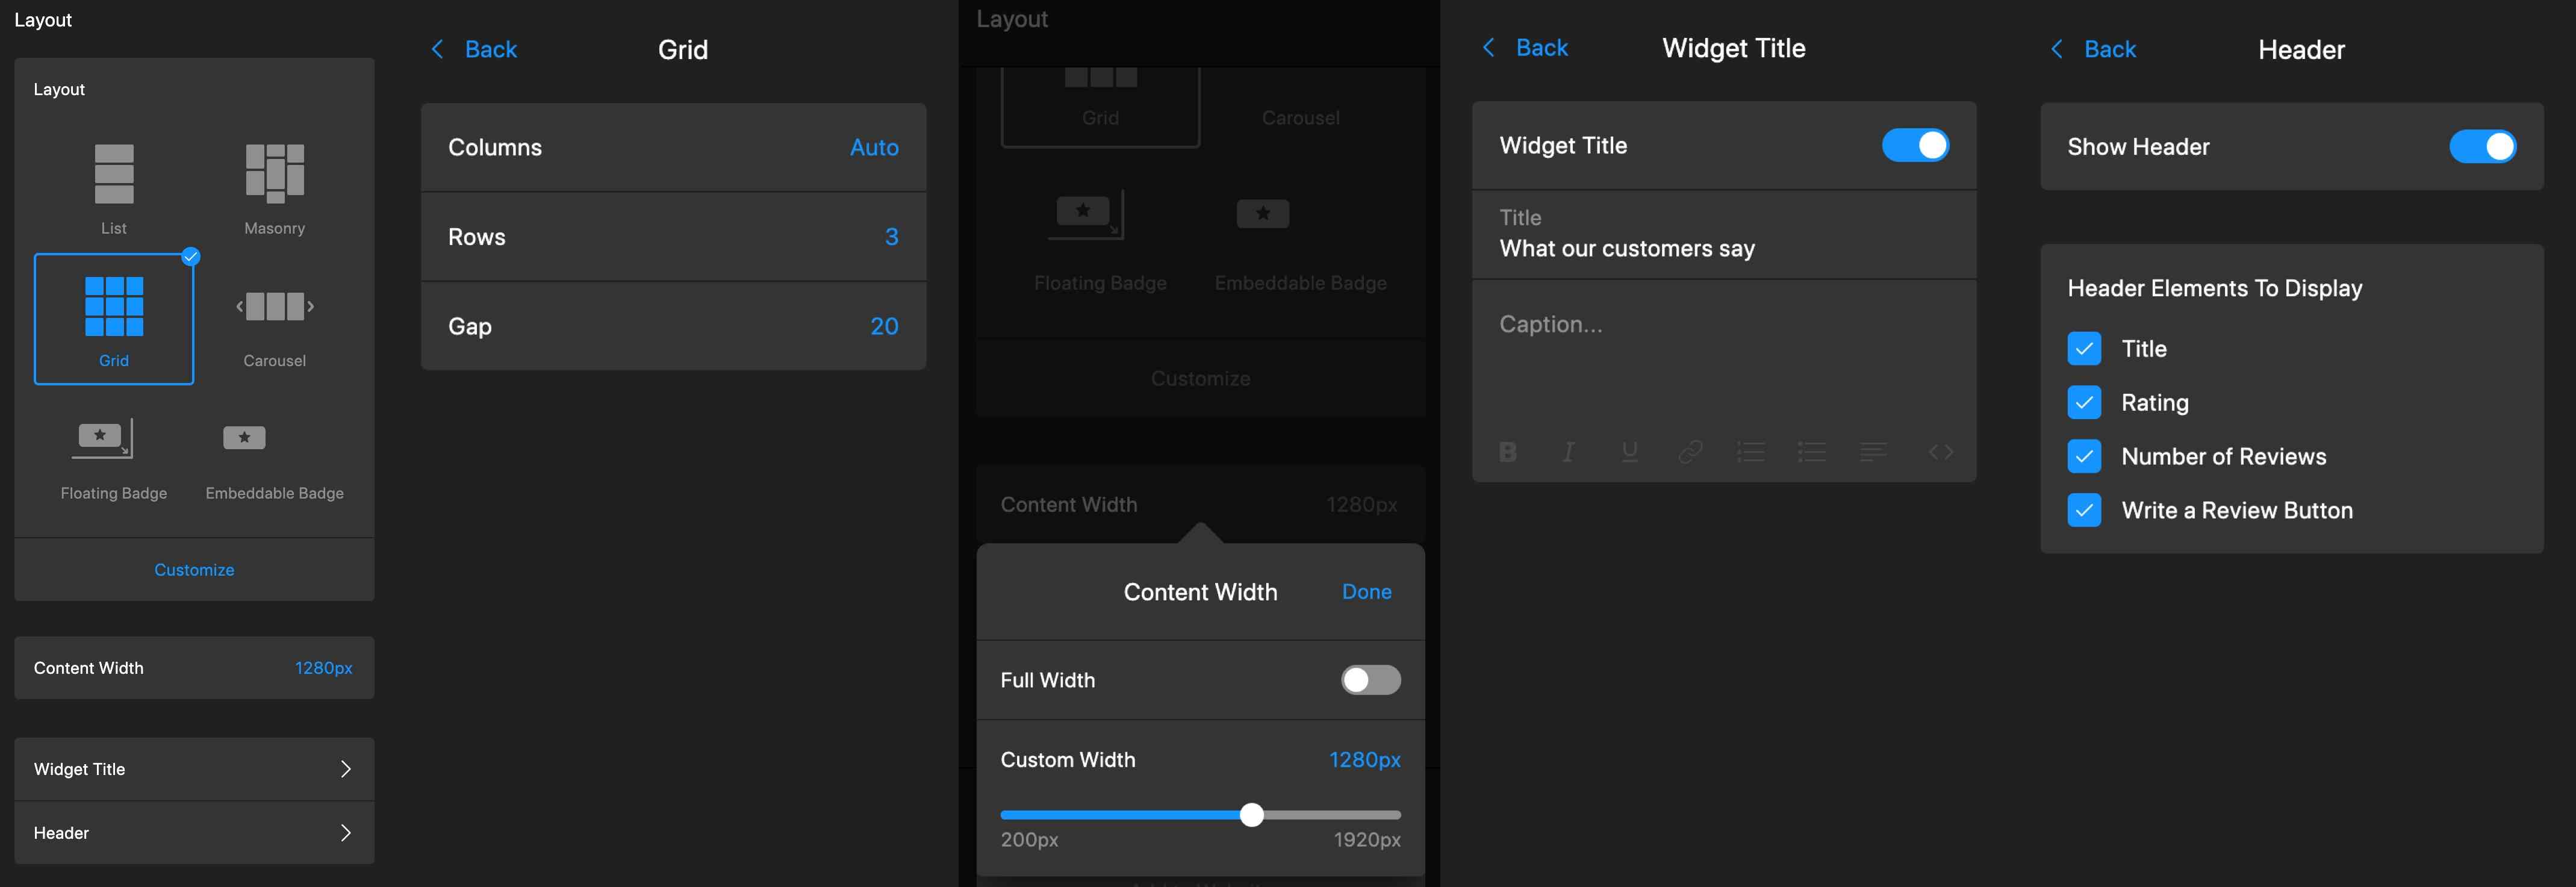 Layout
Layout
List
Masonry
Grid
Carousel
Floating Badge
Embeddable Badge
Customize
Content Width
1280px
Widget Title
Header
Back
Grid
Columns
Auto
Rows
3
Gap
20
Layout
Grid
Carousel
Floating Badge
Embeddable Badge
Customize
Content Width
1280px
Content Width
Done
Full Width
Custom Width
1280px
200px
1920px
Back
Widget Title
Widget Title
Title
What our customers say
Caption...
B I U
Back
Header
Show Header
Header Elements To Display
Title
Rating
Number of Reviews
Write a Review Button